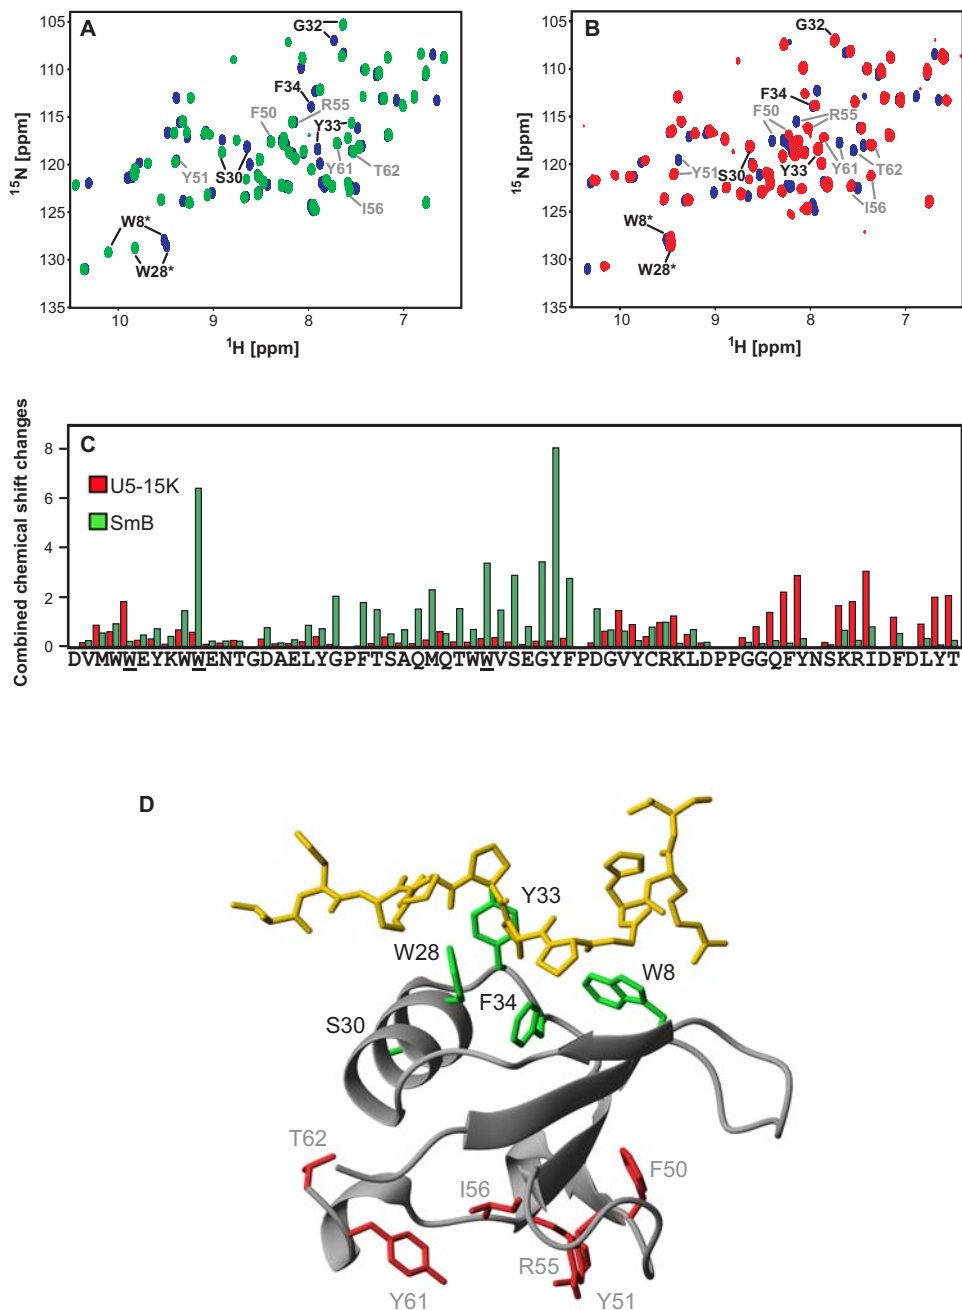 A
105
110
115
120
125
130
135
15N [ppm]
10
9
8
7
1H [ppm]
G32
F34
R55
F50
Y33
Y51
S30
Y61
T62
I56
W8*
W28*
B
105
110
115
120
125
130
135
15N [ppm]
10
9
8
7
1H [ppm]
G32
F34
F50
R55
Y51
S30
Y33
Y61
T62
I56
W8*
W28*
C
Combined chemical shift changes
8
6
4
2
0
U5-15K
SmB
DVMWWEYKWWENTGDAELYGPFTSAQMQTWWVSEGYFPDGVYCRKLDPPGGQFYNSKRIDFDLYT
D
Y33
W28
W8
F34
S30
T62
I56
F50
R55
Y61
Y51